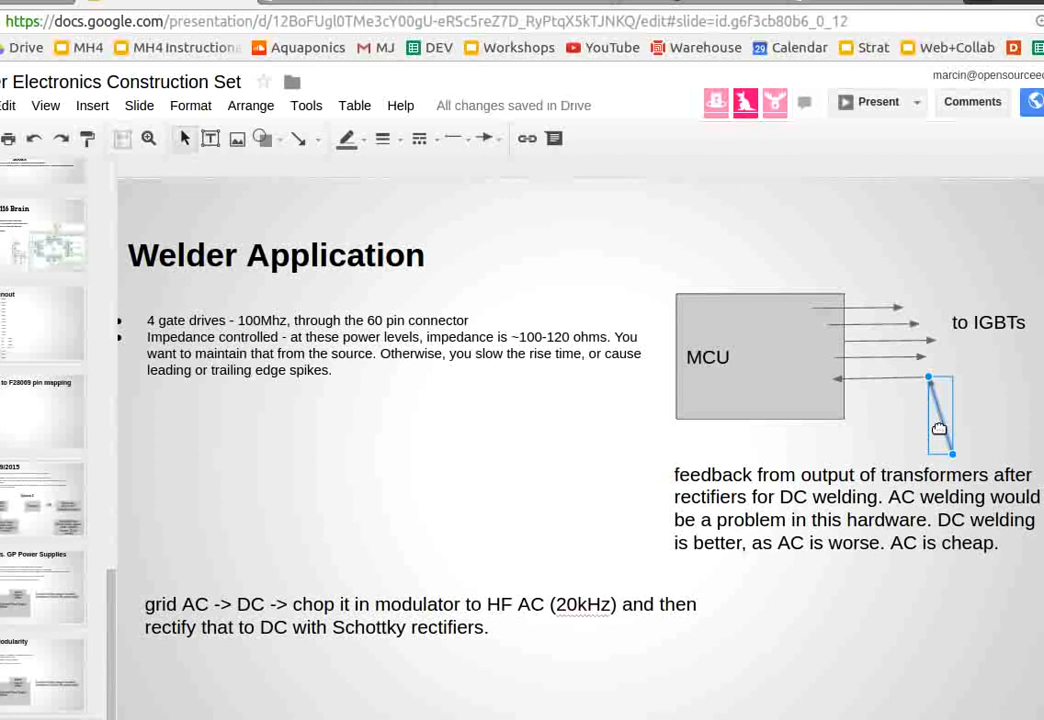 https://docs.google.com/presentation/d/12BoFUgI0TMe3cY00gU-eRSc5reZ7D_RyPtqX5kTJNKQ/edit#slide=id.g6f3cb80b6_0_12
Drive MH4 MH4 Instruction Aquaponics MJ DEV Workshops YouTube Warehouse 29 Calendar Strat Web+Collab D
r Electronics Construction Set
marcin@opensourcee
dit View Insert Slide Format Arrange Tools Table Help All changes saved in Drive
Present Comments
116 Brain
nout
to F28069 pin mapping
9/2015
s. GP Power Supplies
odularity
Welder Application
4 gate drives - 100Mhz, through the 60 pin connector
Impedance controlled - at these power levels, impedance is ~100-120 ohms. You
want to maintain that from the source. Otherwise, you slow the rise time, or cause
leading or trailing edge spikes.
MCU
to IGBTs
feedback from output of transformers after
rectifiers for DC welding. AC welding would
be a problem in this hardware. DC welding
is better, as AC is worse. AC is cheap.
grid AC -> DC -> chop it in modulator to HF AC (20kHz) and then
rectify that to DC with Schottky rectifiers.